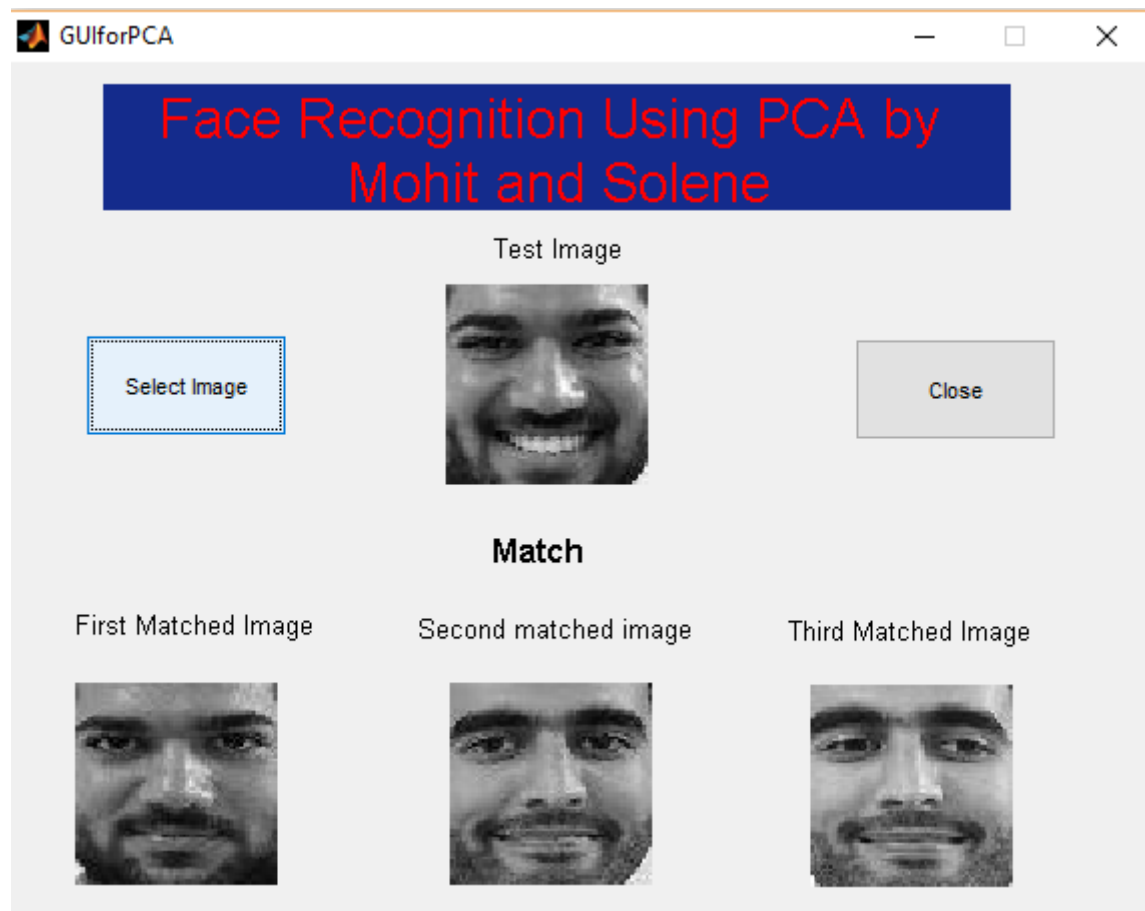 GUIforPCA
Face Recognition Using PCA by
Mohit and Solene
Test Image
Select Image
Close
Match
First Matched Image
Second matched image
Third Matched Image